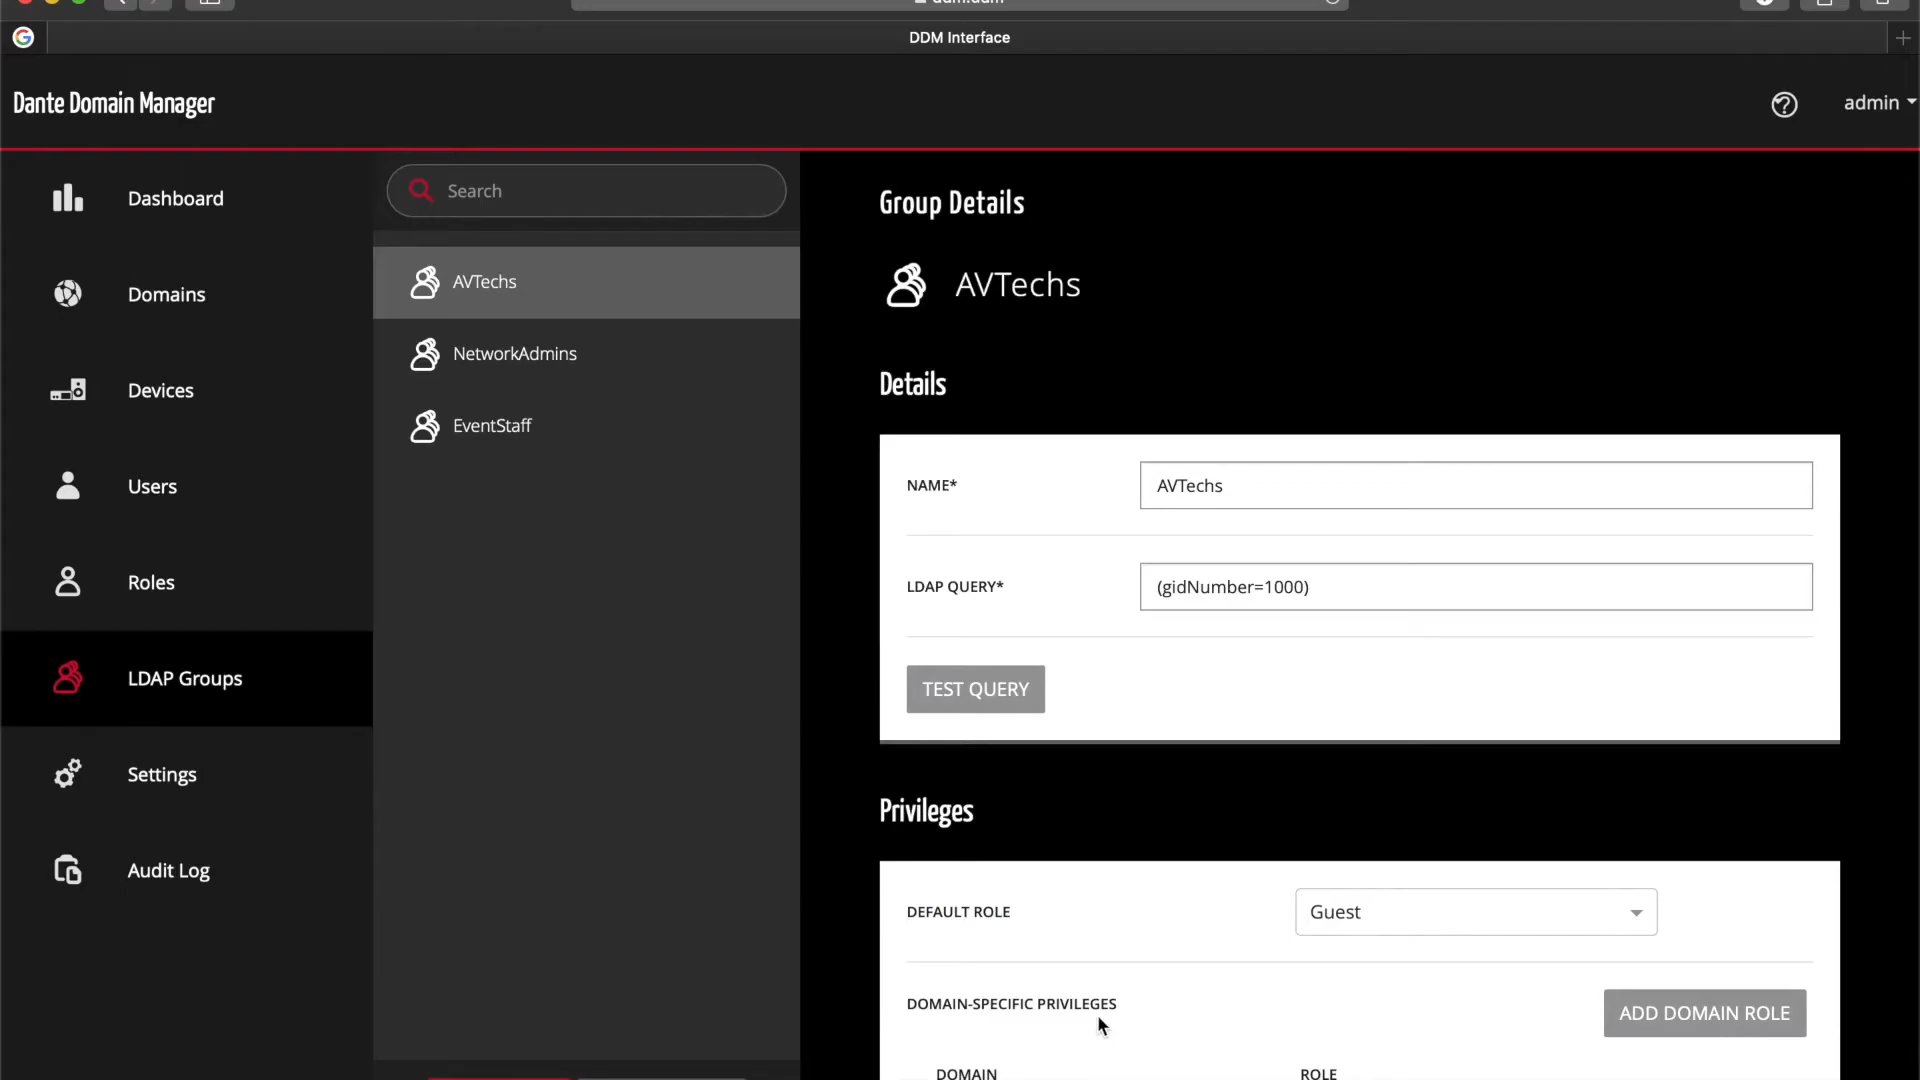 DDM Interface
Dante Domain Manager
admin
Dashboard
Domains
Devices
Users
Roles
LDAP Groups
Settings
Audit Log
Search
AVTechs
NetworkAdmins
EventStaff
Group Details
AVTechs
Details
NAME*
AVTechs
LDAP QUERY*
(gidNumber=1000)
TEST QUERY
Privileges
DEFAULT ROLE
Guest
DOMAIN-SPECIFIC PRIVILEGES
ADD DOMAIN ROLE
DOMAIN
ROLE